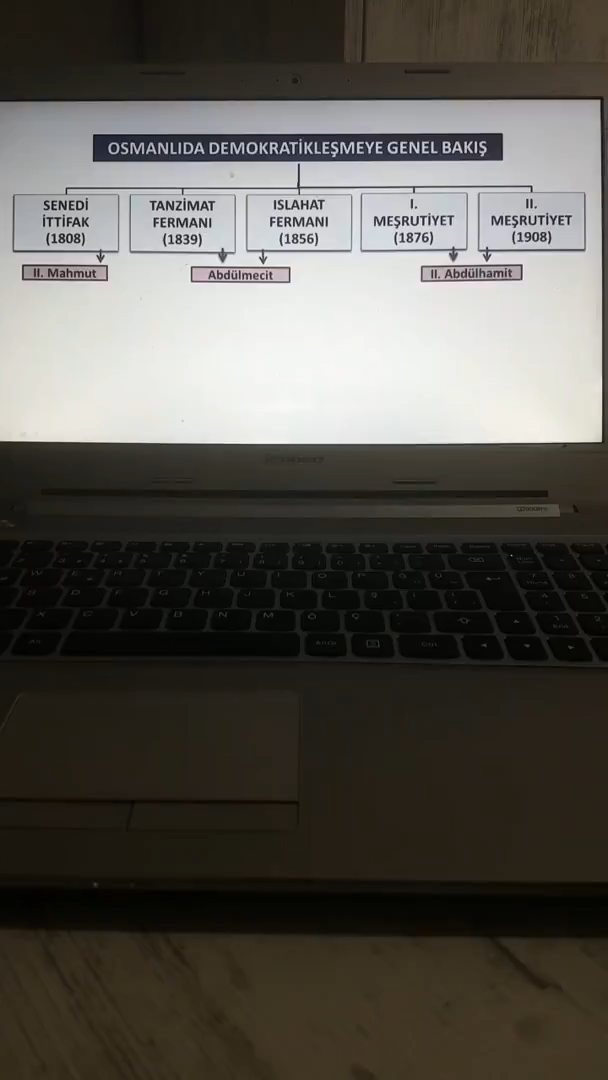 OSMANLIDA DEMOKRATİKLEŞMEYE GENEL BAKIŞ
SENEDİ
İTTİFAK
(1808)
TANZİMAT
FERMANI
(1839)
ISLAHAT
FERMANI
(1856)
I.
MEŞRUTİYET
(1876)
II.
MEŞRUTİYET
(1908)
II. Mahmut
Abdülmecit
II. Abdülhamit